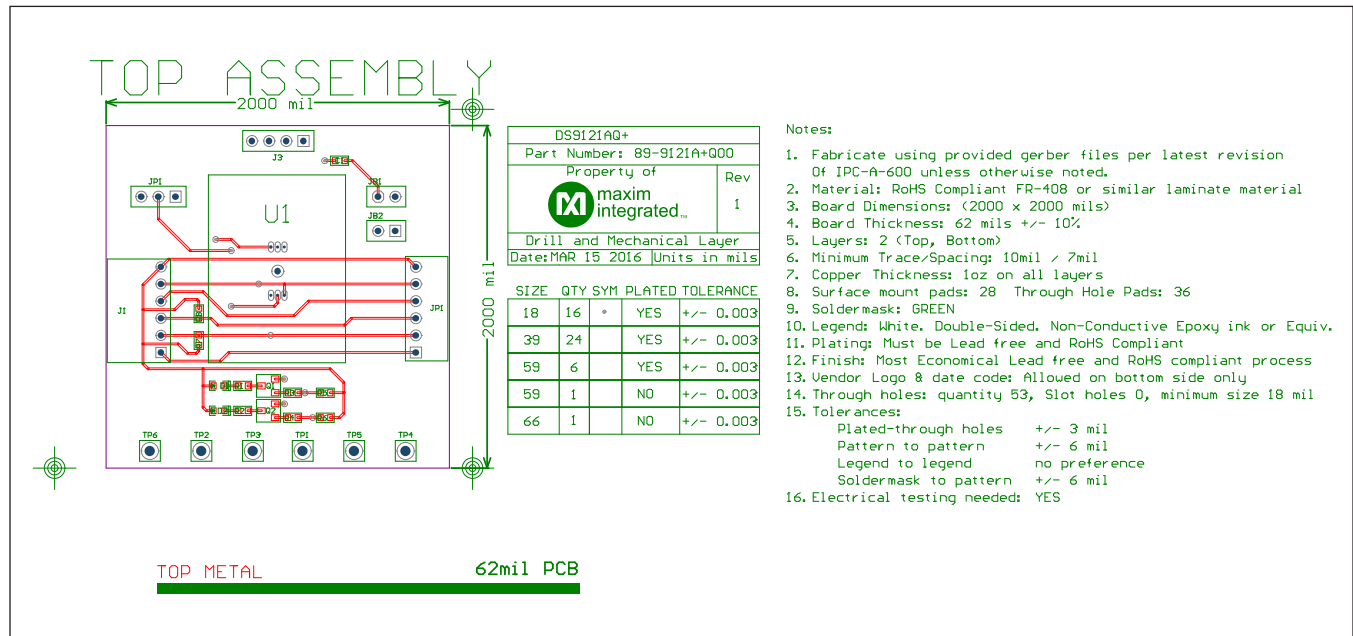 TOP ASSEMBLY
2000 mil
J3
C1
JP1
JB1
U1
JB2
2000 mil
J1
JP1
Q1
Q2
TP6
TP2
TP3
TP1
TP5
TP4
TOP METAL
62mil PCB
DS9121AQ+
Part Number: 89-9121A+Q00
Property of
maxim
integrated™
Rev
1
Drill and Mechanical Layer
Date:MAR 15 2016
Units in mils
SIZE QTY SYM PLATED TOLERANCE
18 16 YES +/- 0.003
39 24 YES +/- 0.003
59 6 YES +/- 0.003
59 1 NO +/- 0.003
66 1 NO +/- 0.003
Notes:
1. Fabricate using provided gerber files per latest revision
Of IPC-A-600 unless otherwise noted.
2. Material: RoHS Compliant FR-408 or similar laminate material
3. Board Dimensions: (2000 x 2000 mils)
4. Board Thickness: 62 mils +/- 10%
5. Layers: 2 (Top, Bottom)
6. Minimum Trace/Spacing: 10mil / 7mil
7. Copper Thickness: 1oz on all layers
8. Surface mount pads: 28 Through Hole Pads: 36
9. Soldermask: GREEN
10. Legend: White. Double-Sided. Non-Conductive Epoxy ink or Equiv.
11. Plating: Must be Lead free and RoHS Compliant
12. Finish: Most Economical Lead free and RoHS compliant process
13. Vendor Logo & date code: Allowed on bottom side only
14. Through holes: quantity 53, Slot holes 0, minimum size 18 mil
15. Tolerances:
Plated-through holes +/- 3 mil
Pattern to pattern +/- 6 mil
Legend to legend no preference
Soldermask to pattern +/- 6 mil
16. Electrical testing needed: YES